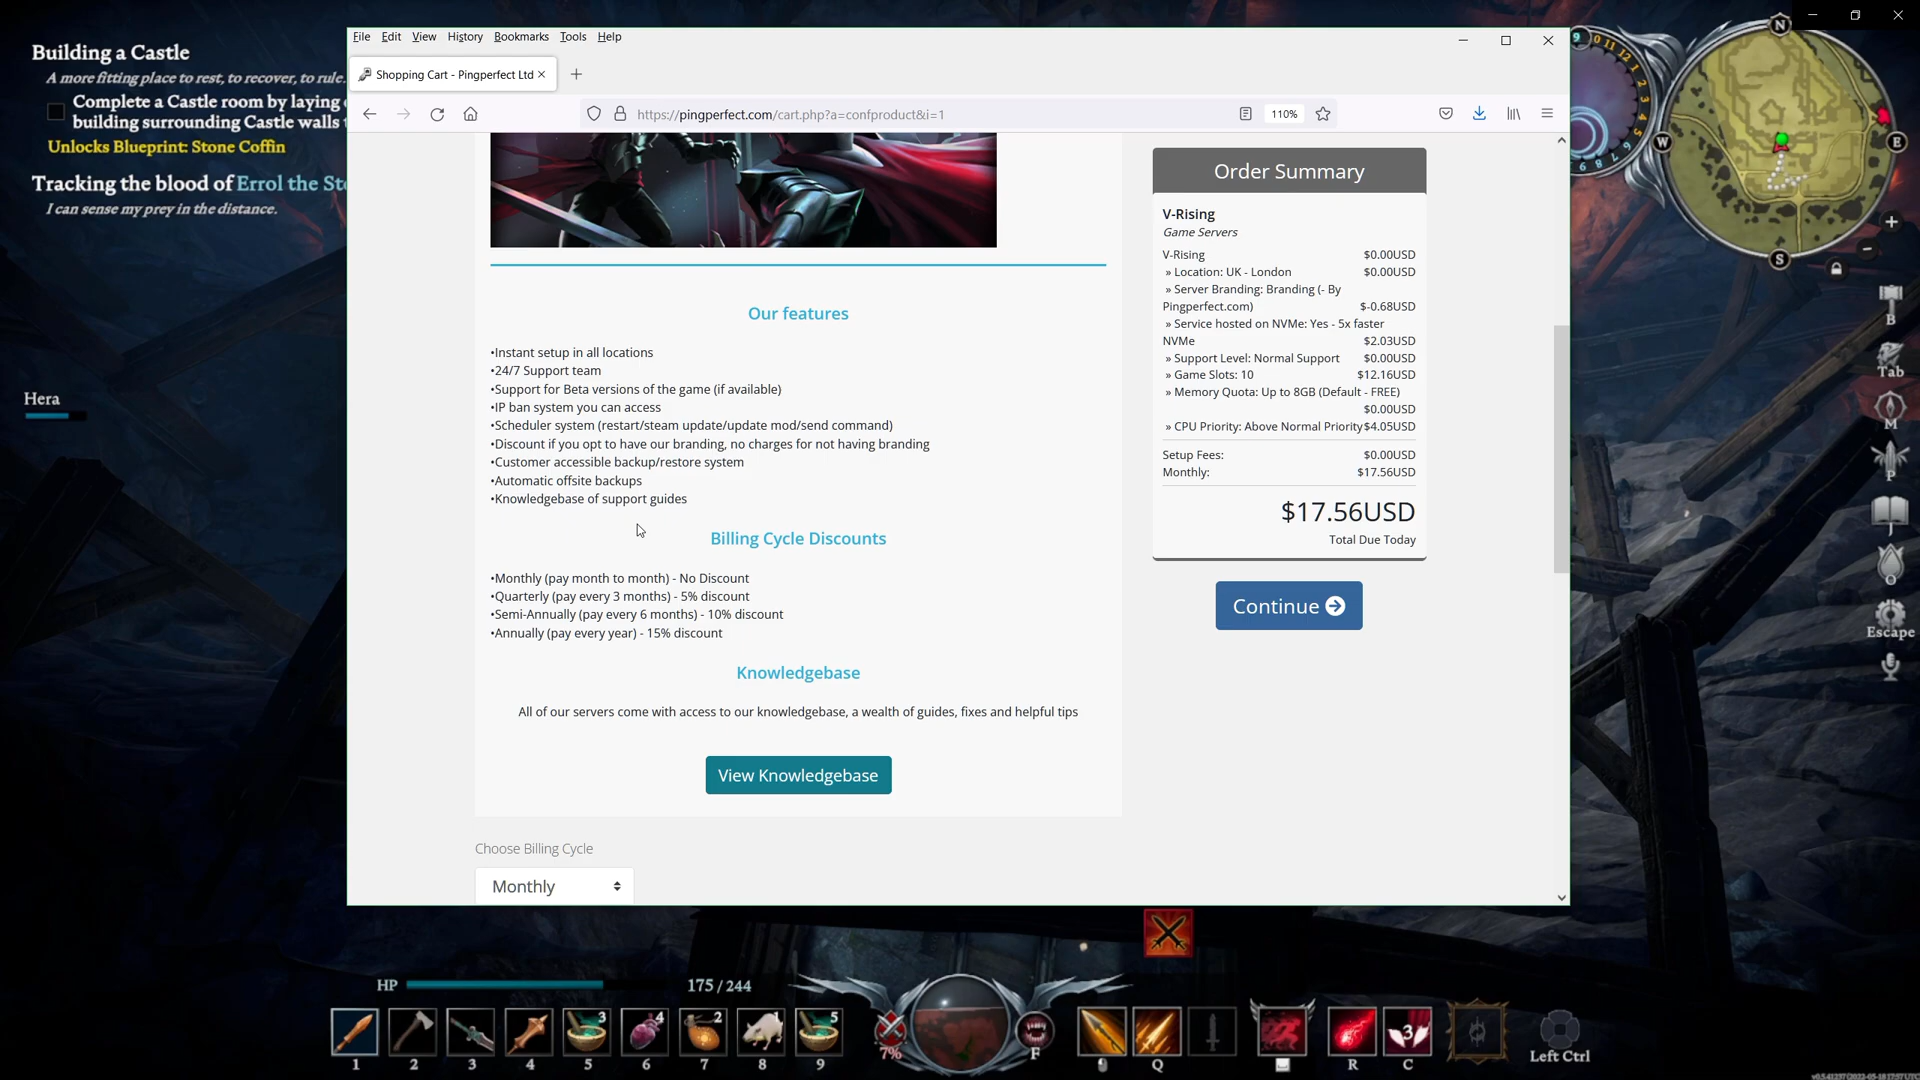 Building a Castle
A more fitting place to rest, to recover, to rule.
Complete a Castle room by laying
building surrounding Castle walls
Unlocks Blueprint: Stone Coffin
Tracking the blood of Errol the
I can sense my prey in the distance.
Hera
File Edit View History Bookmarks Tools Help
Shopping Cart - Pingperfect Ltd
https://pingperfect.com/cart.php?a=confproduct&i=1
110%
Our features
•Instant setup in all locations
•24/7 Support team
•Support for Beta versions of the game (if available)
•IP ban system you can access
•Scheduler system (restart/steam update/update mod/send command)
•Discount if you opt to have our branding, no charges for not having branding
•Customer accessible backup/restore system
•Automatic offsite backups
•Knowledgebase of support guides
Billing Cycle Discounts
•Monthly (pay month to month) - No Discount
•Quarterly (pay every 3 months) - 5% discount
•Semi-Annually (pay every 6 months) - 10% discount
•Annually (pay every year) - 15% discount
Knowledgebase
All of our servers come with access to our knowledgebase, a wealth of guides, fixes and helpful tips
View Knowledgebase
Choose Billing Cycle
Monthly
Order Summary
V-Rising
Game Servers
V-Rising $0.00USD
» Location: UK - London $0.00USD
» Server Branding: Branding (- By
Pingperfect.com) $-0.68USD
» Service hosted on NVMe: Yes - 5x faster
NVMe $2.03USD
» Support Level: Normal Support $0.00USD
» Game Slots: 10 $12.16USD
» Memory Quota: Up to 8GB (Default - FREE)
$0.00USD
» CPU Priority: Above Normal Priority $4.05USD
Setup Fees: $0.00USD
Monthly: $17.56USD
$17.56USD
Total Due Today
Continue
N
W
E
S
B
Tab
M
P
O
Escape
HP 175 / 244
3 4 2 1 5
1 2 3 4 5 6 7 8 9
7%
F
Q
R
3
C
Left Ctrl